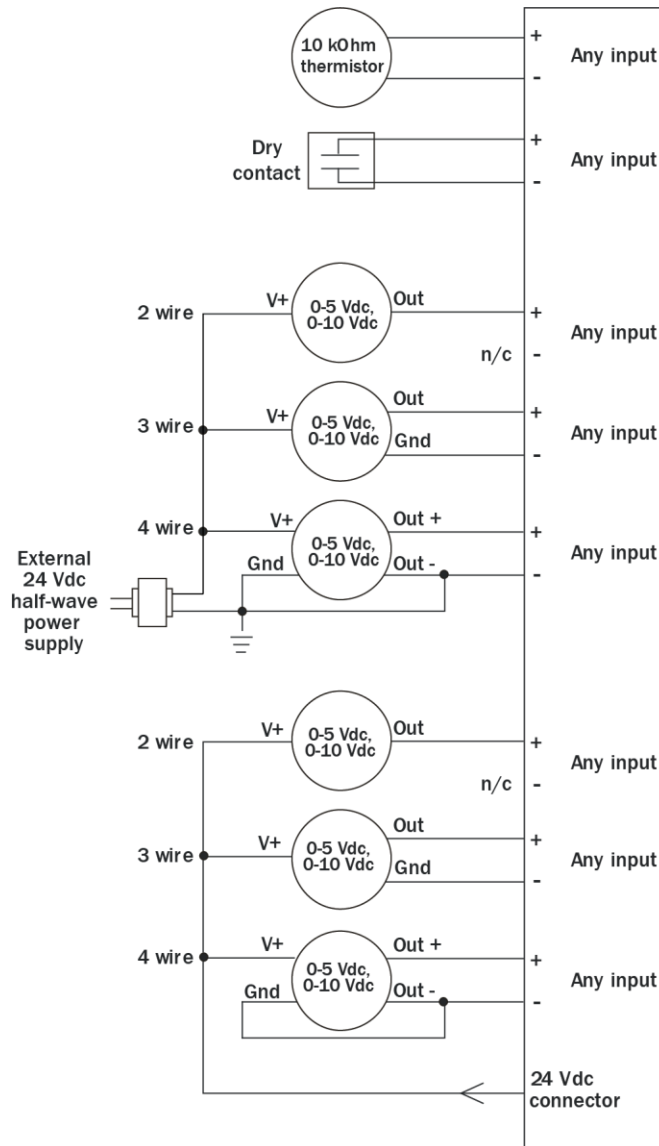 10 kOhm
thermistor
+
-
Any input
Dry
contact
+
-
Any input
2 wire
V+
0-5 Vdc,
0-10 Vdc
Out
+
n/c
-
Any input
3 wire
V+
0-5 Vdc,
0-10 Vdc
Out
Gnd
+
-
Any input
4 wire
V+
Gnd
0-5 Vdc,
0-10 Vdc
Out +
Out -
+
-
Any input
External
24 Vdc
half-wave
power
supply
2 wire
V+
0-5 Vdc,
0-10 Vdc
Out
+
n/c
-
Any input
3 wire
V+
0-5 Vdc,
0-10 Vdc
Out
Gnd
+
-
Any input
4 wire
V+
Gnd
0-5 Vdc,
0-10 Vdc
Out +
Out -
+
-
Any input
24 Vdc
connector